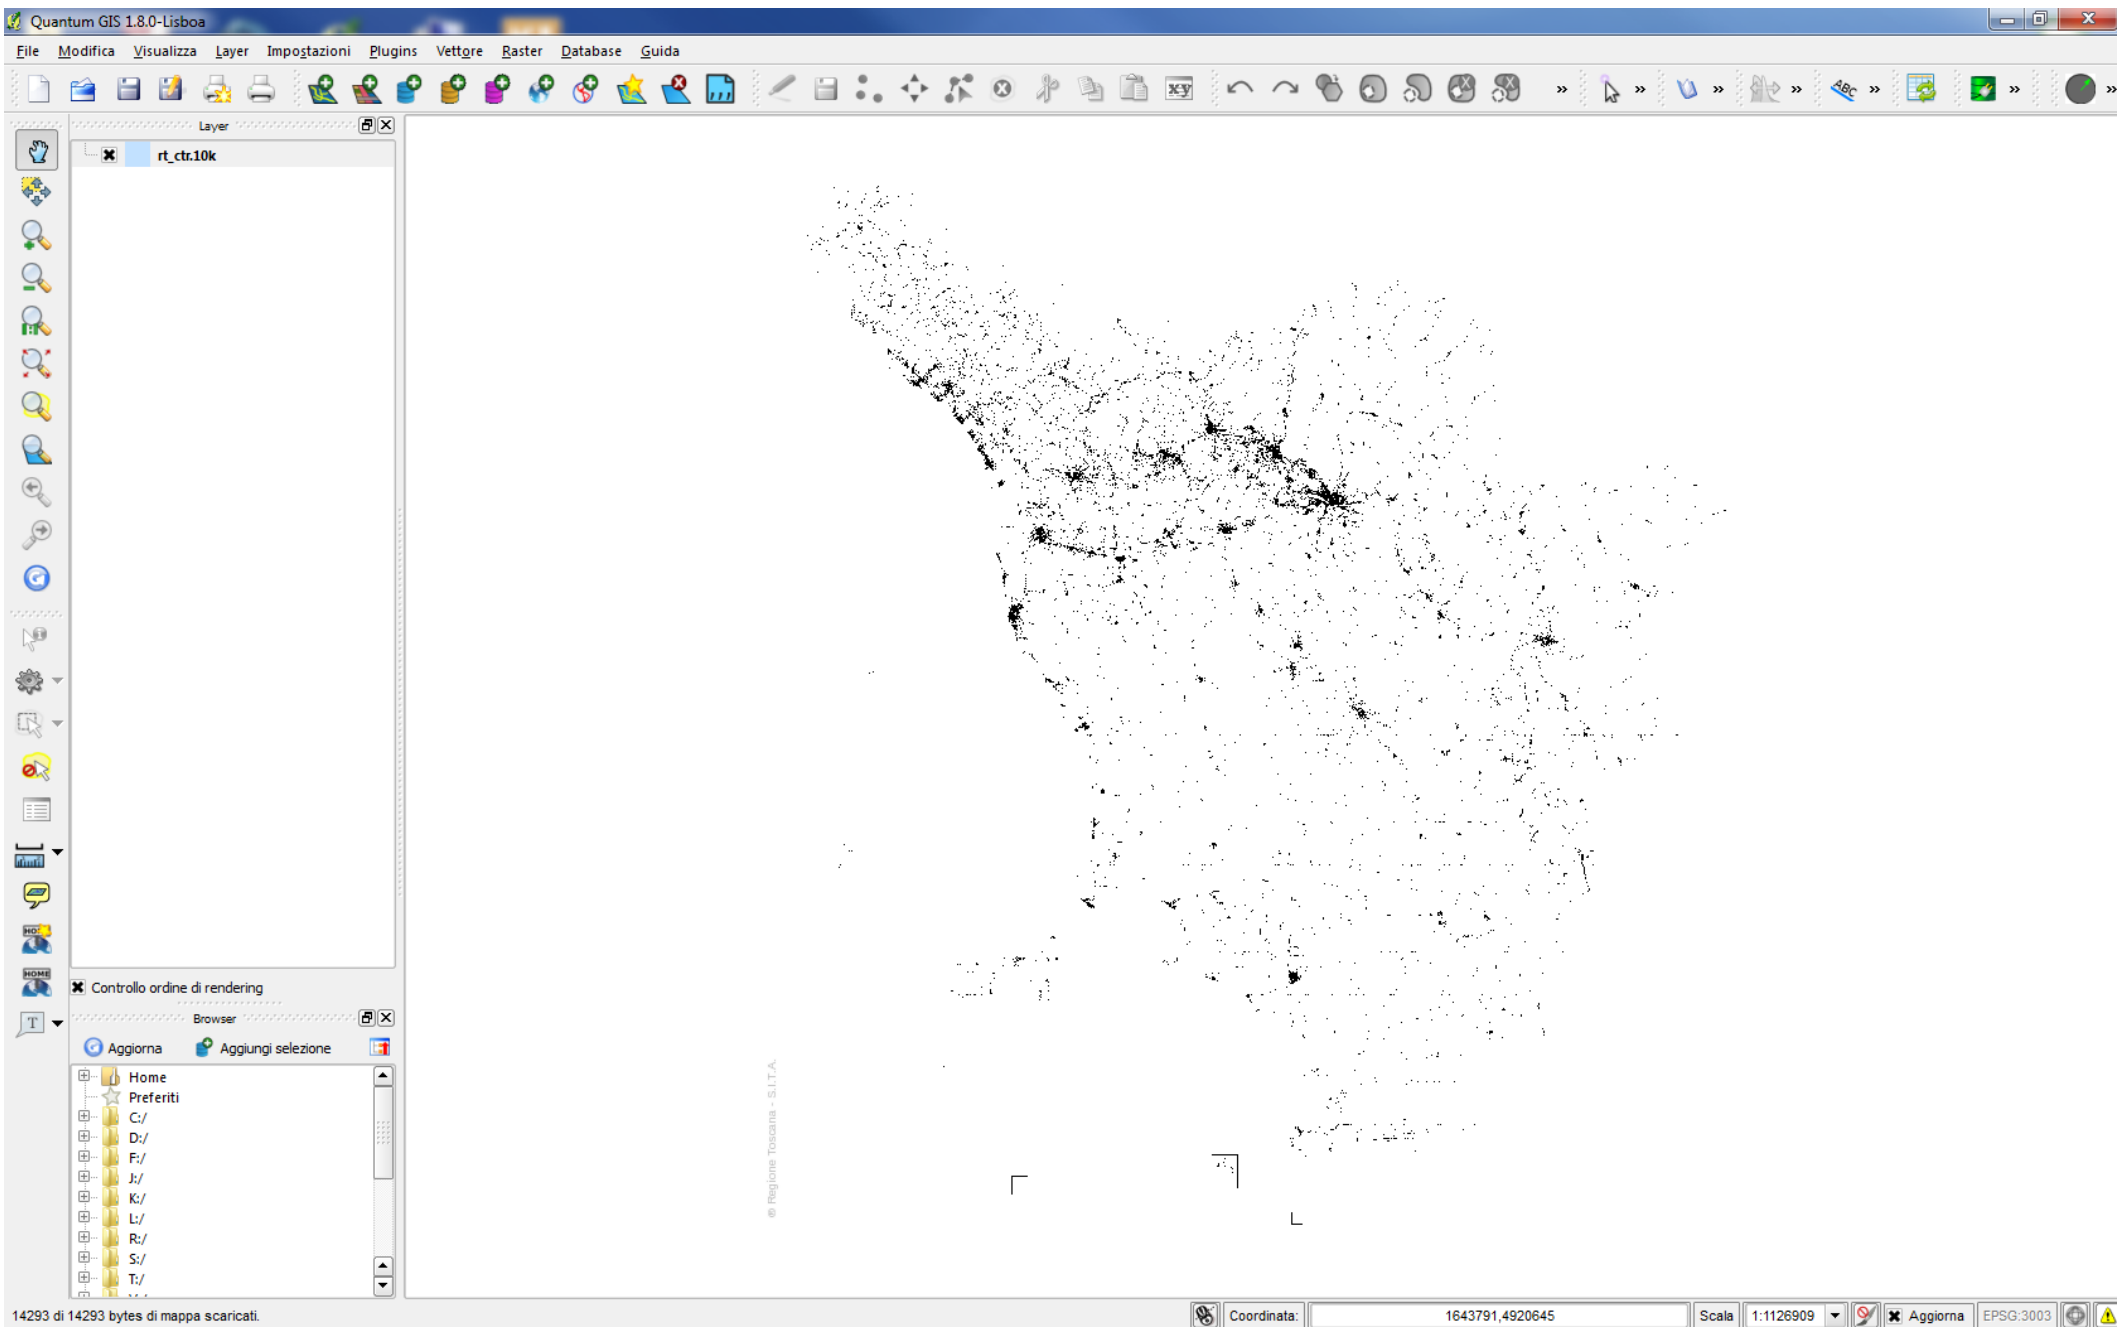 Quantum GIS 1.8.0-Lisboa
File Modifica Visualizza Layer Impostazioni Plugins Vettore Raster Database Guida
ABC
Layer
rt_ctr.10k
Controllo ordine di rendering
Browser
Aggiorna Aggiungi selezione
Home
Preferiti
C:/
D:/
F:/
J:/
K:/
L:/
R:/
S:/
T:/
HOME
T
© Regione Toscana - S.I.T.A.
14293 di 14293 bytes di mappa scaricati.
Coordinata: 1643791,4920645 Scala 1:1126909 Aggiorna EPSG:3003